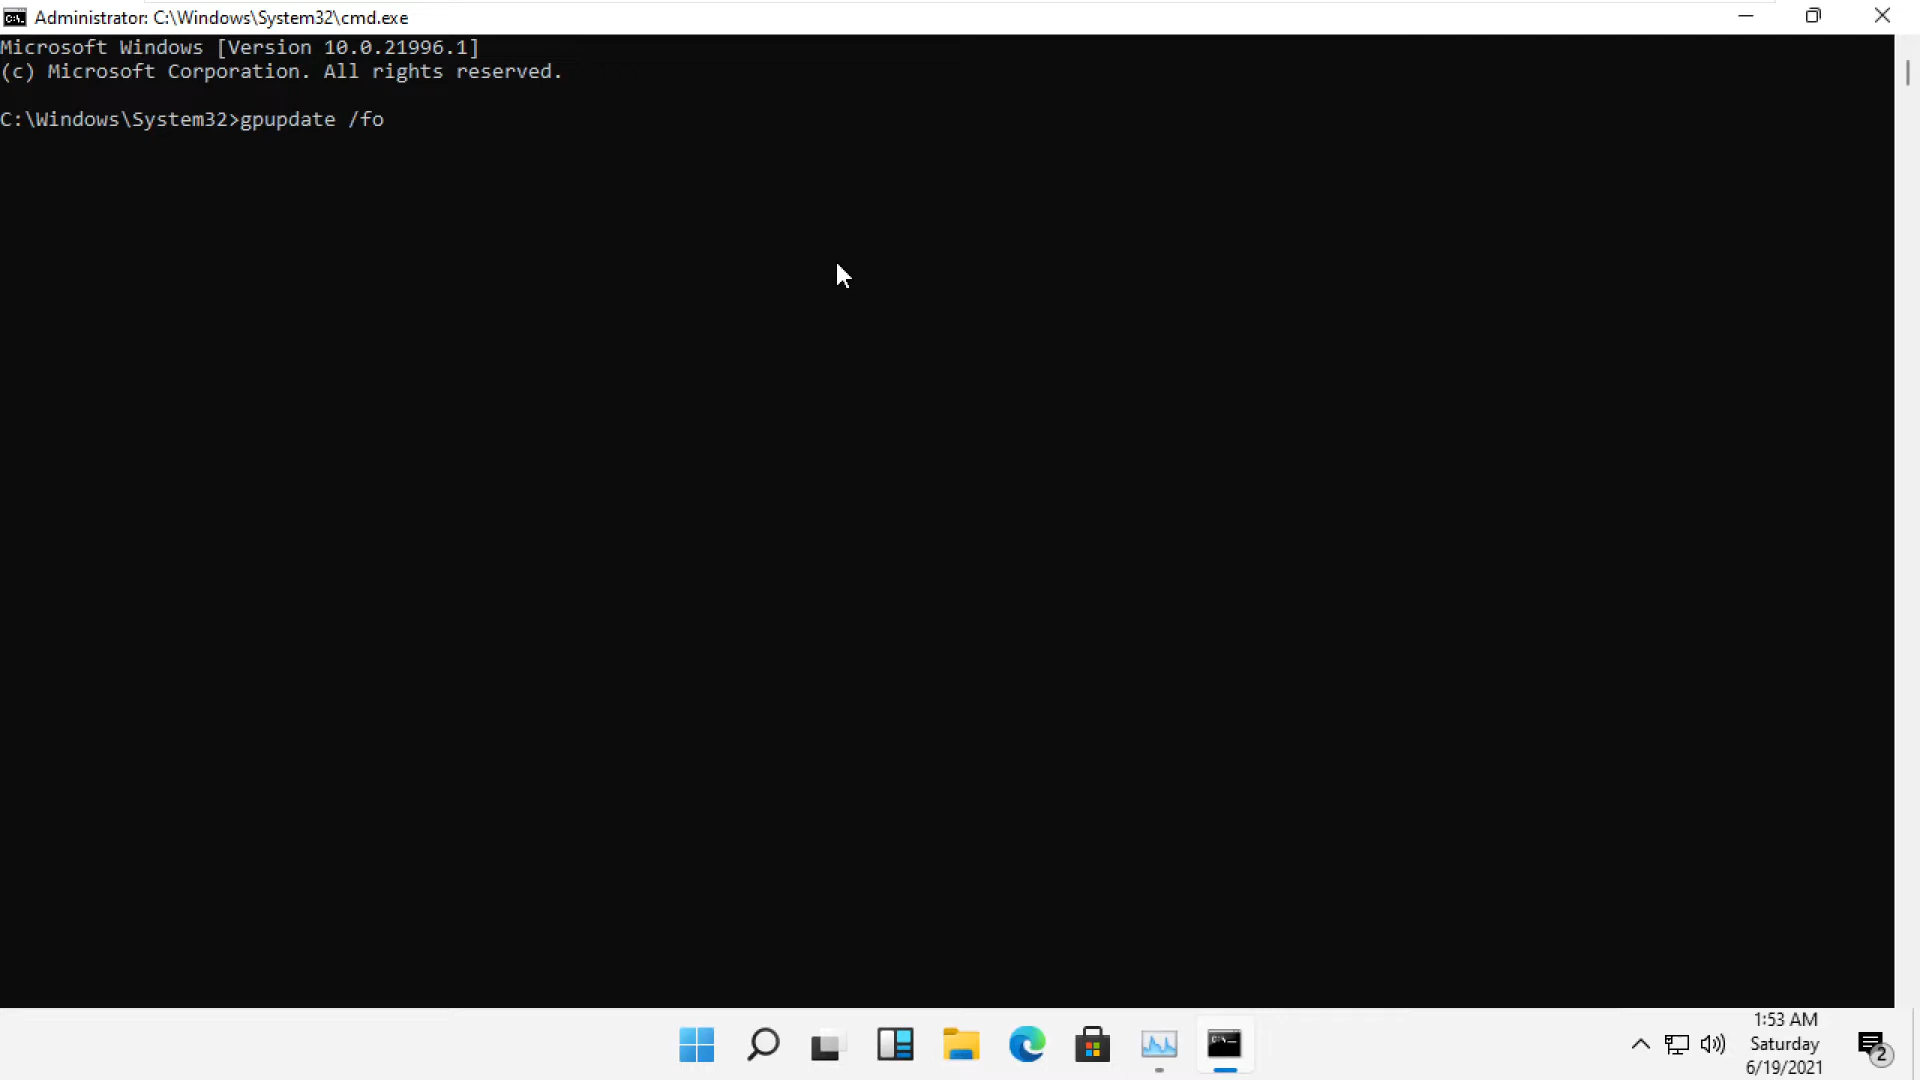 Administrator: C:\Windows\System32\cmd.exe
Microsoft Windows [Version 10.0.21996.1]
(c) Microsoft Corporation. All rights reserved.
C:\Windows\System32>gpupdate /fo
1:53 AM
Saturday
6/19/2021
2